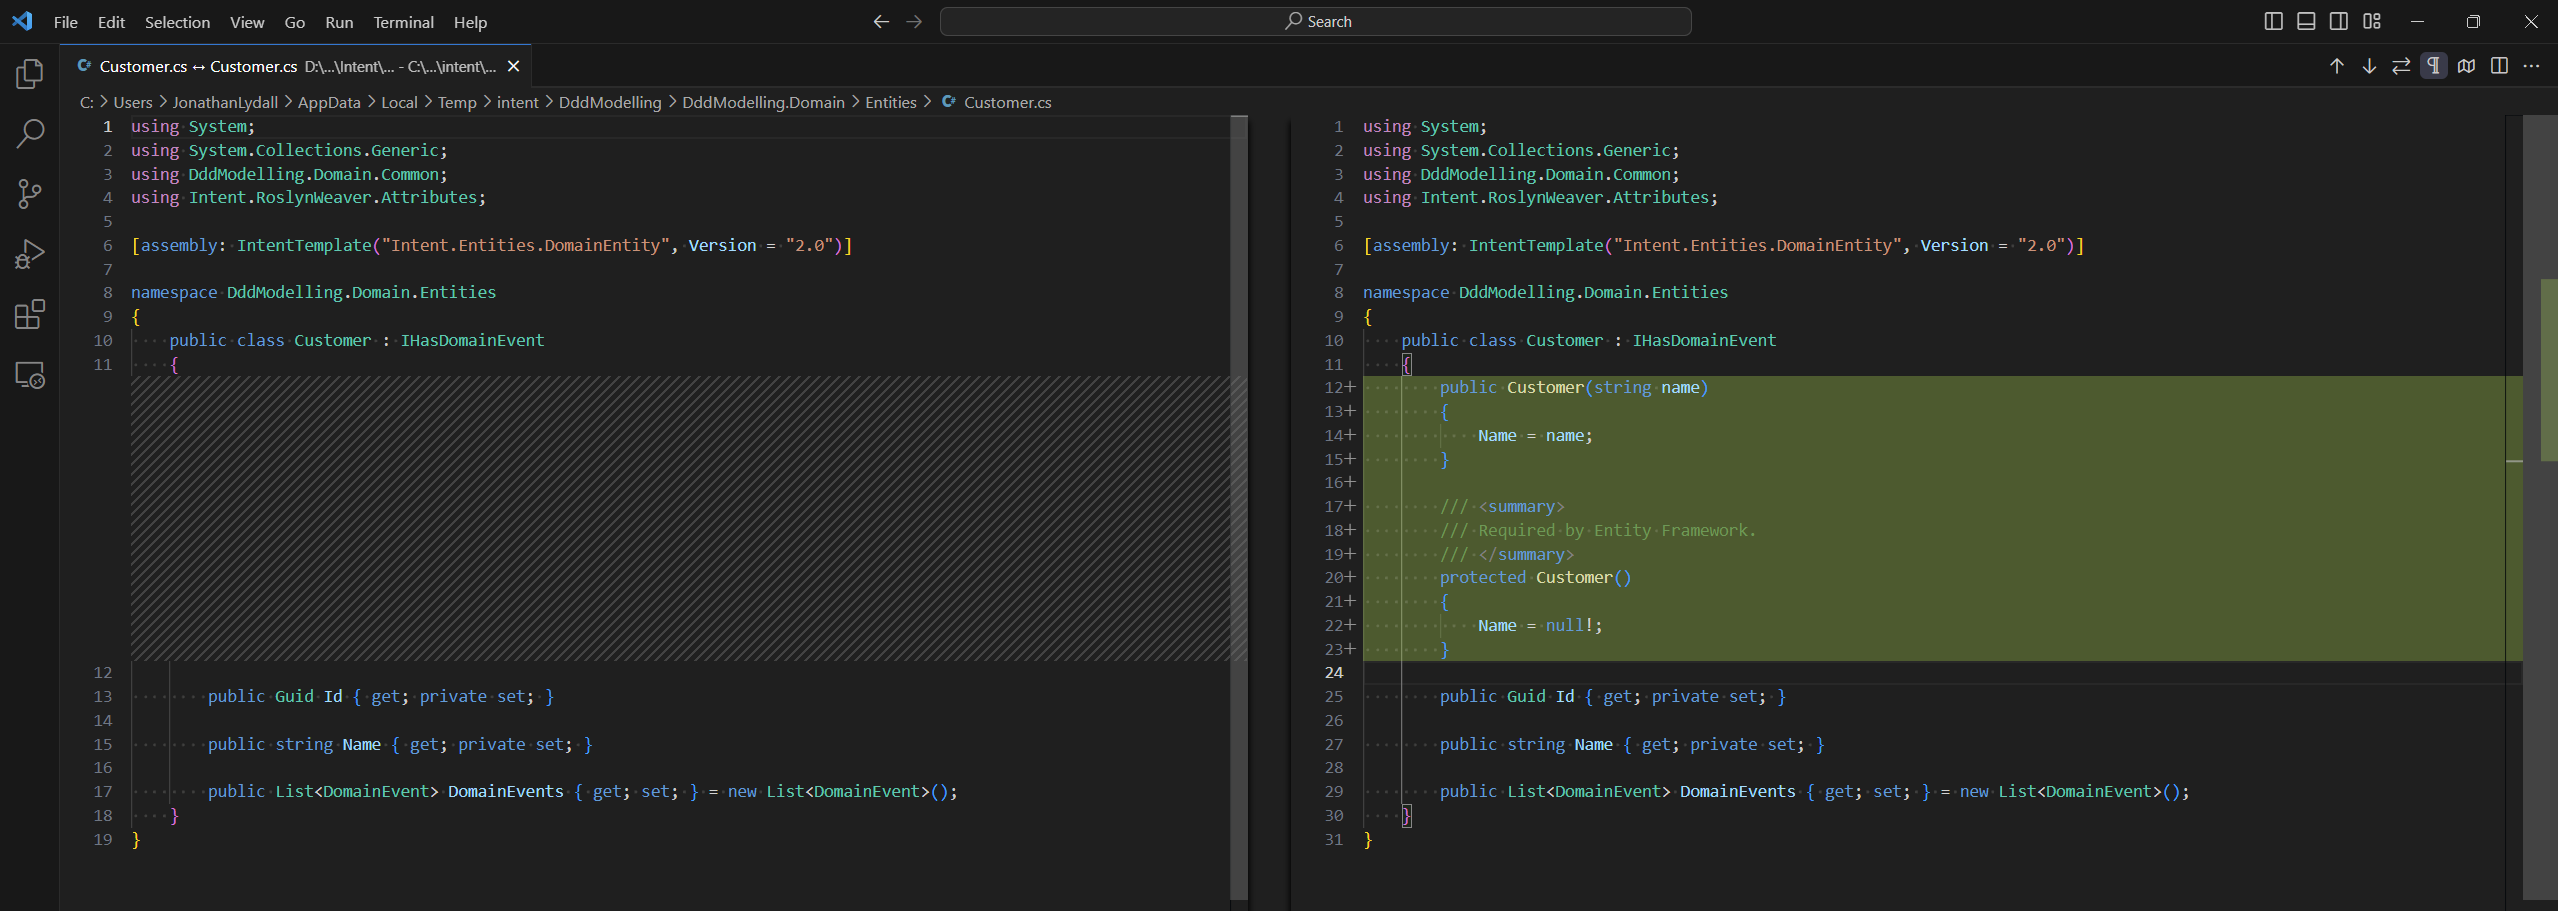 File Edit Selection View Go Run Terminal Help
Search
Customer.cs ↔ Customer.cs D:\...\Intent\... - C:\...\intent\...
C: > Users > JonathanLydall > AppData > Local > Temp > intent > DddModelling > DddModelling.Domain > Entities > Customer.cs
1 using System;
2 using System.Collections.Generic;
3 using DddModelling.Domain.Common;
4 using Intent.RoslynWeaver.Attributes;
5
6 [assembly: IntentTemplate("Intent.Entities.DomainEntity", Version = "2.0")]
7
8 namespace DddModelling.Domain.Entities
9 {
10     public class Customer : IHasDomainEvent
11     {
12
13         public Guid Id { get; private set; }
14
15         public string Name { get; private set; }
16
17         public List<DomainEvent> DomainEvents { get; set; } = new List<DomainEvent>();
18     }
19 }
1 using System;
2 using System.Collections.Generic;
3 using DddModelling.Domain.Common;
4 using Intent.RoslynWeaver.Attributes;
5
6 [assembly: IntentTemplate("Intent.Entities.DomainEntity", Version = "2.0")]
7
8 namespace DddModelling.Domain.Entities
9 {
10     public class Customer : IHasDomainEvent
11     {
12+         public Customer(string name)
13+         {
14+             Name = name;
15+         }
16+
17+         /// <summary>
18+         /// Required by Entity Framework.
19+         /// </summary>
20+         protected Customer()
21+         {
22+             Name = null!;
23+         }
24
25         public Guid Id { get; private set; }
26
27         public string Name { get; private set; }
28
29         public List<DomainEvent> DomainEvents { get; set; } = new List<DomainEvent>();
30     }
31 }